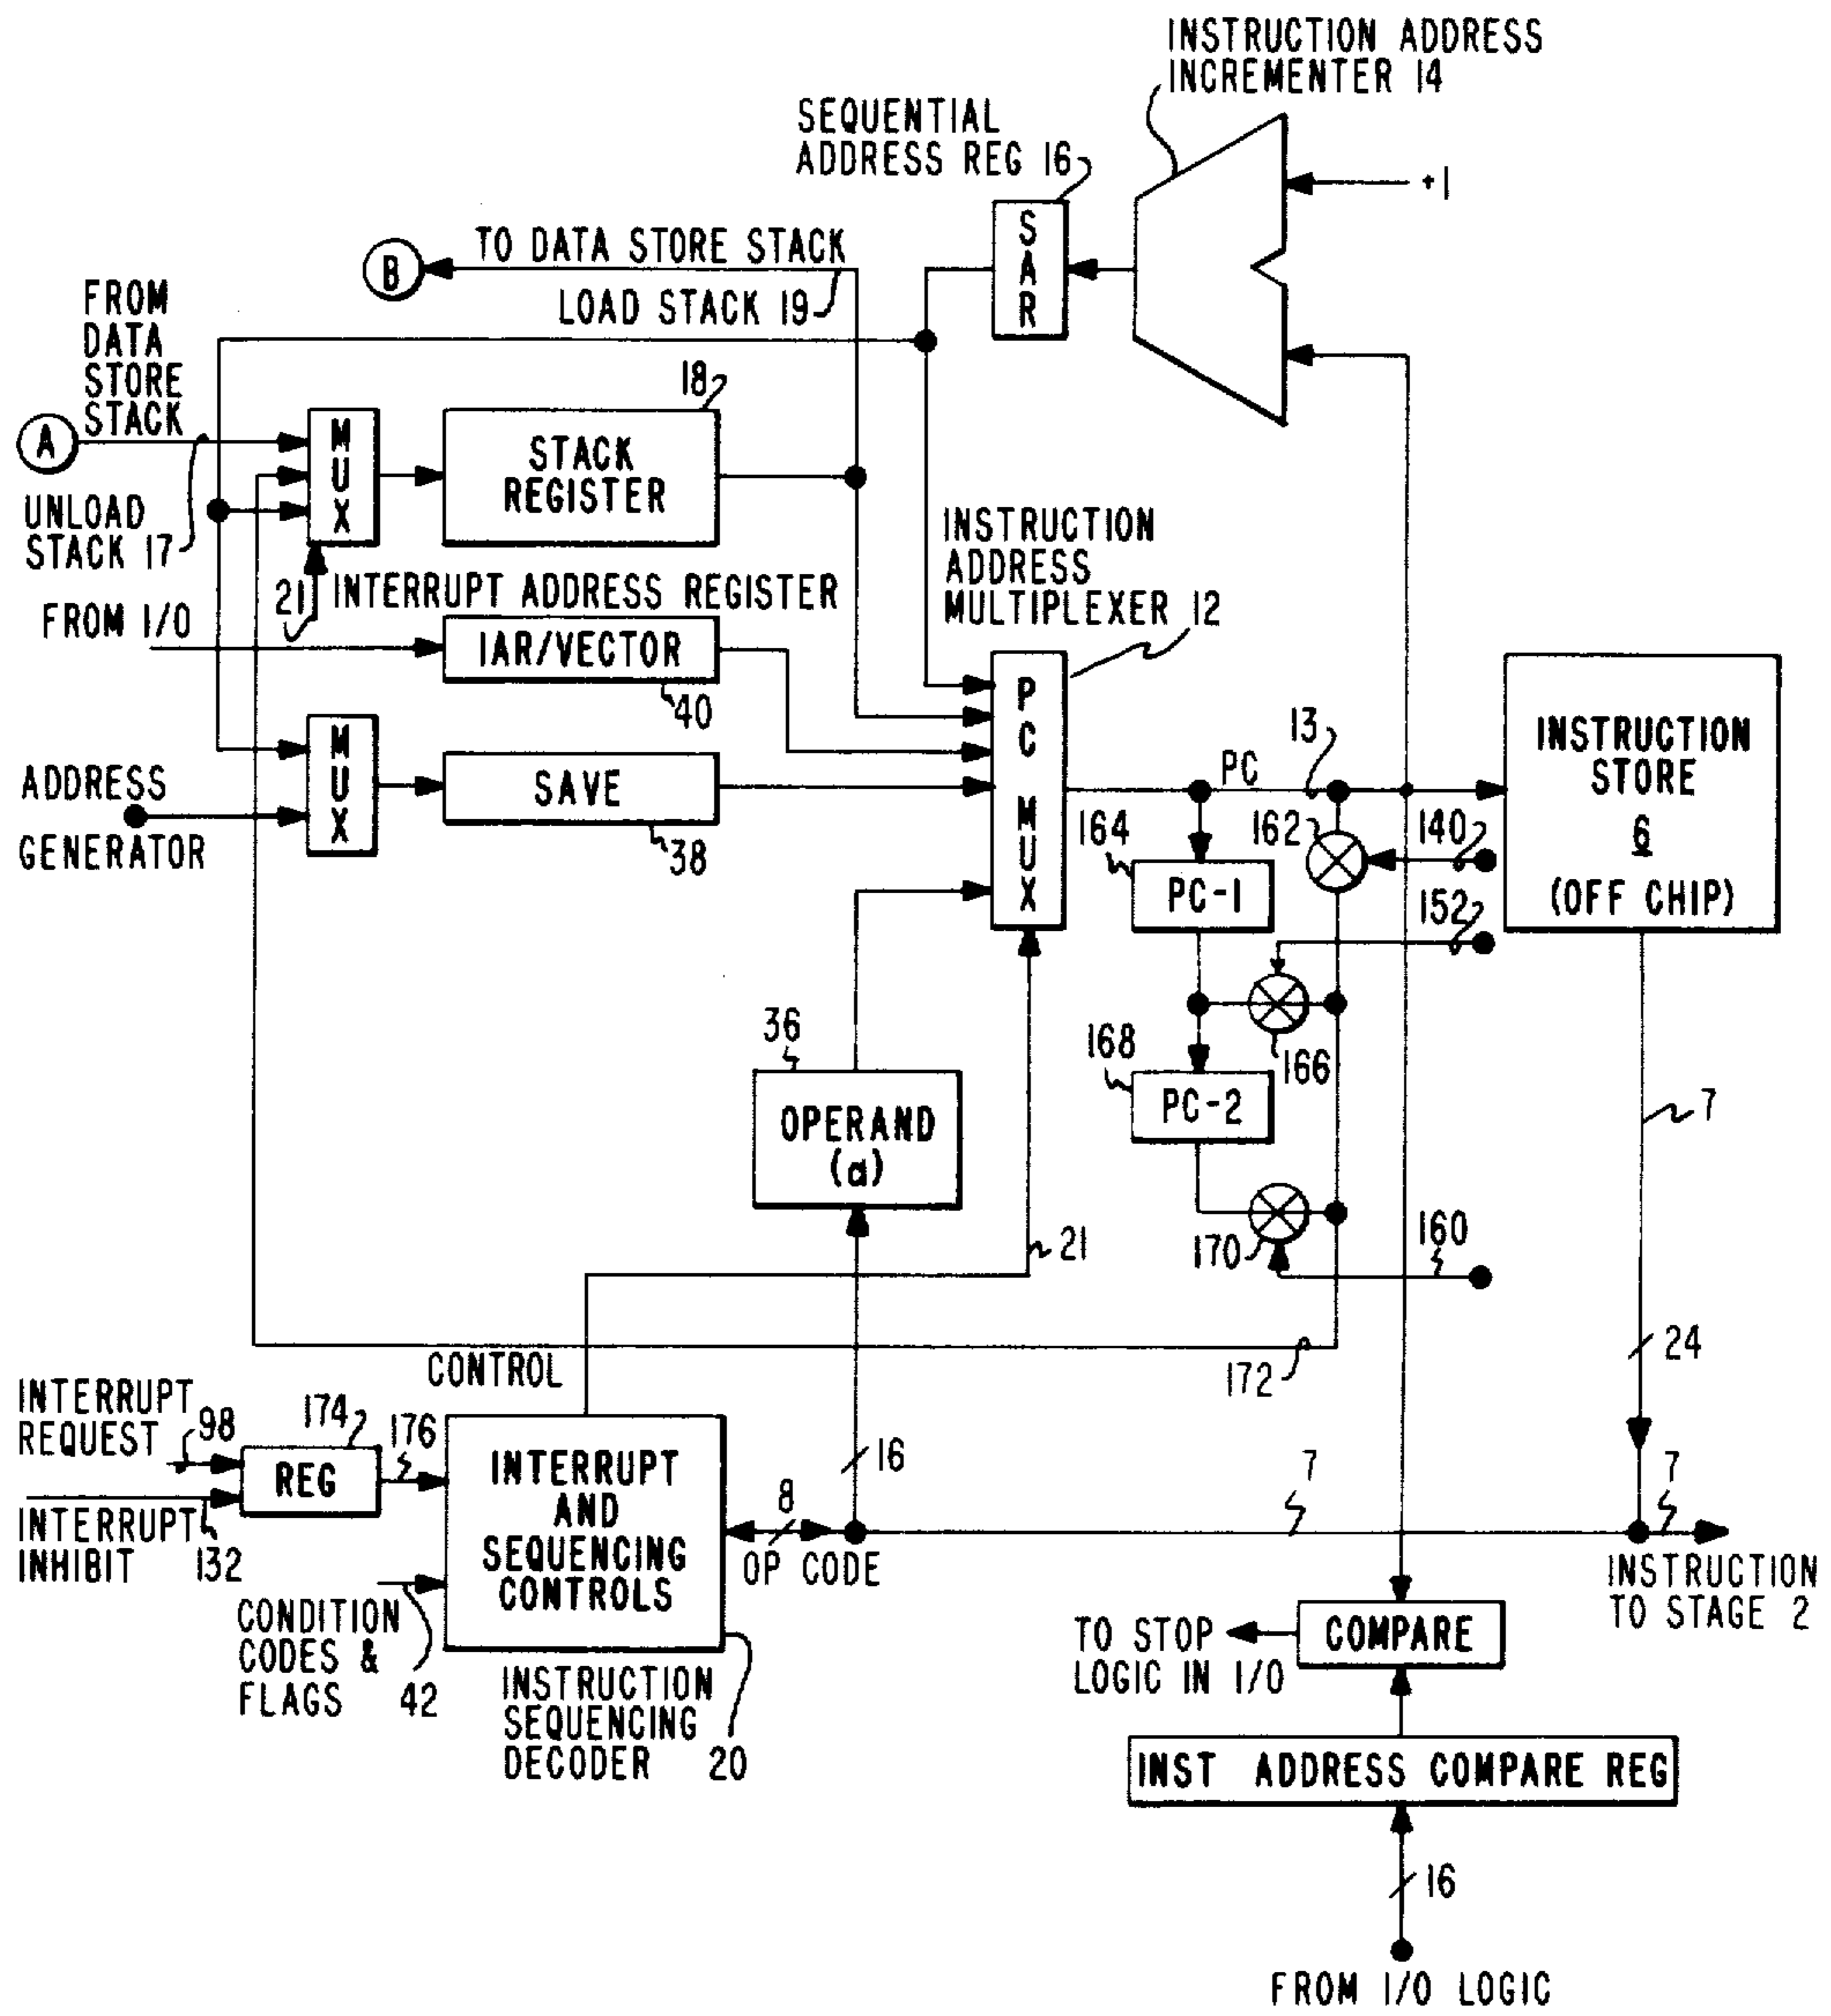 INSTRUCTION ADDRESS
INCREMENTER 14
SEQUENTIAL
ADDRESS REG 16
+1
S
A
R
B
TO DATA STORE STACK
LOAD STACK 19
FROM
DATA
STORE
STACK
A
UNLOAD
STACK 17
M
U
X
18
STACK
REGISTER
21
INTERRUPT ADDRESS REGISTER
FROM I/O
IAR/VECTOR
40
INSTRUCTION
ADDRESS
MULTIPLEXER 12
ADDRESS
GENERATOR
M
U
X
SAVE
38
P
C
M
U
X
PC
13
INSTRUCTION
STORE
6
(OFF CHIP)
164
PC-1
162
140
152
166
168
PC-2
170
160
7
36
OPERAND
(a)
21
172
24
CONTROL
INTERRUPT
REQUEST
98
174
REG
176
INTERRUPT
INHIBIT
132
INTERRUPT
AND
SEQUENCING
CONTROLS
16
8
OP CODE
7
7
INSTRUCTION
TO STAGE 2
CONDITION
CODES &
FLAGS
42
INSTRUCTION
SEQUENCING
DECODER
20
TO STOP
LOGIC IN I/O
COMPARE
INST ADDRESS COMPARE REG
16
FROM I/O LOGIC